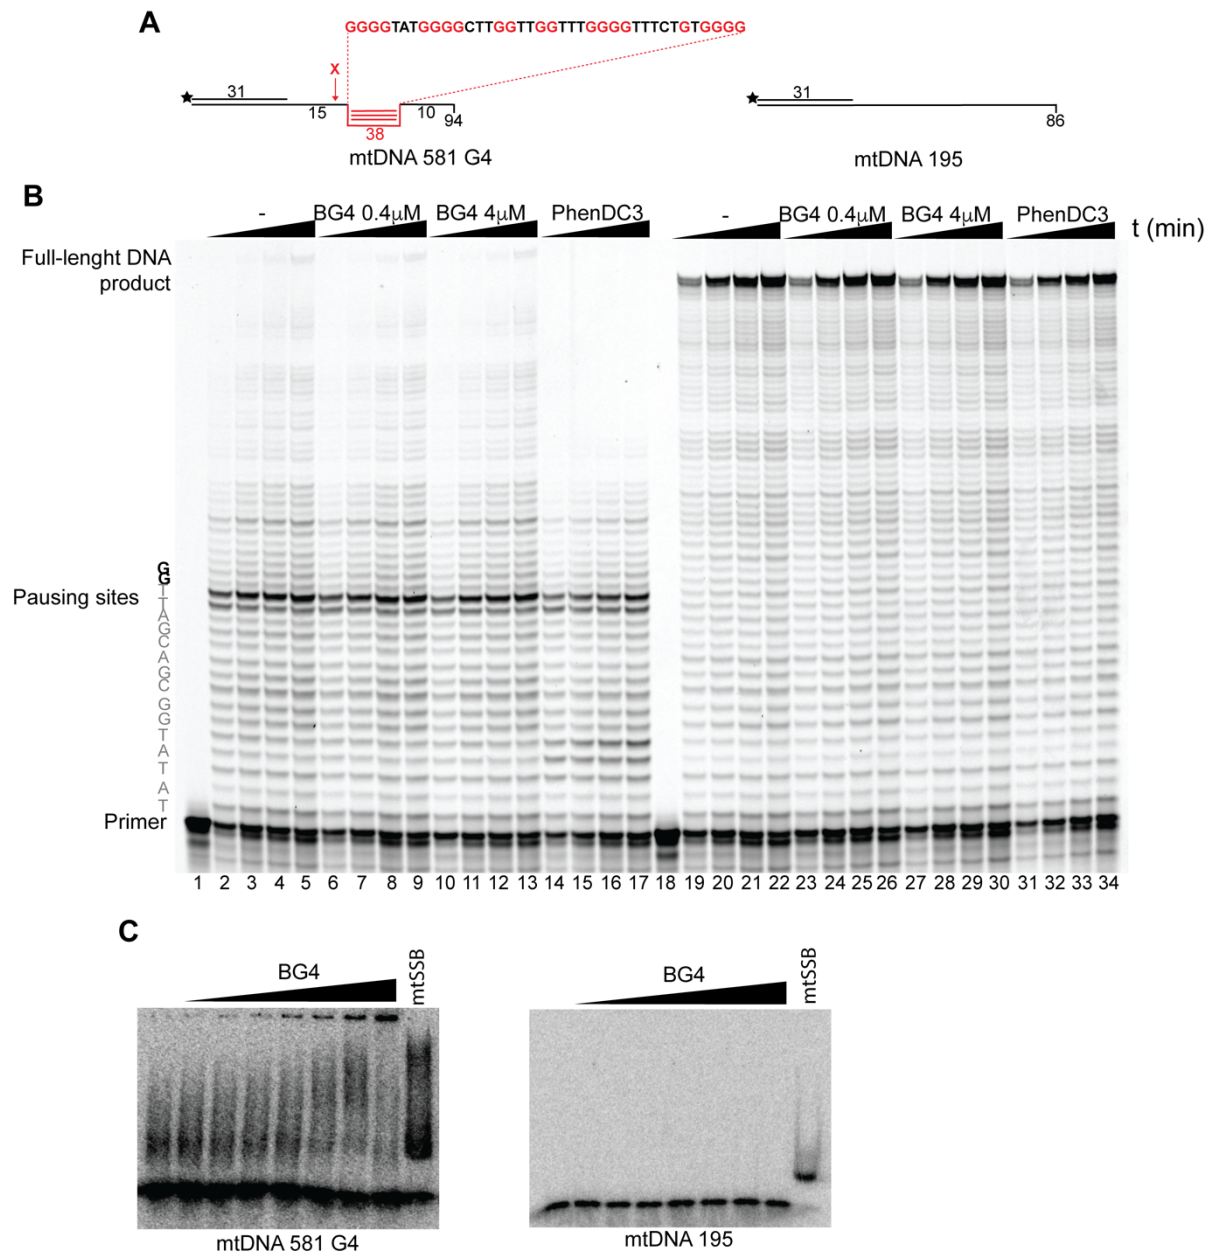 A
GGGGTATGGGGCTTGGTTGGTTTGGGGTTTCTGTGGGG
X
31
15
38
10
94
mtDNA 581 G4
31
86
mtDNA 195
B
- BG4 0.4μM BG4 4μM PhenDC3 - BG4 0.4μM BG4 4μM PhenDC3 t (min)
Full-lenght DNA
product
Pausing sites
G
G
T
T
A
G
C
A
G
C
G
G
T
A
T
A
T
Primer
1 2 3 4 5 6 7 8 9 10 11 12 13 14 15 16 17 18 19 20 21 22 23 24 25 26 27 28 29 30 31 32 33 34
C
BG4 mtSSB
mtDNA 581 G4
BG4 mtSSB
mtDNA 195